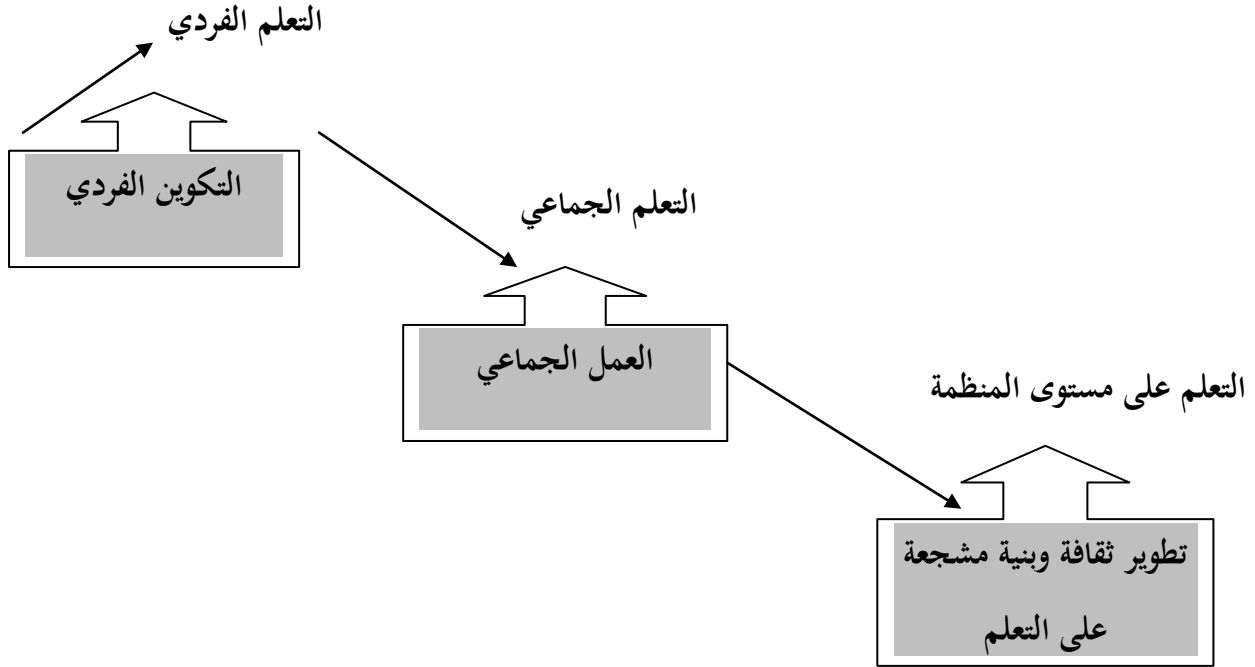 التعلم الفردي
التكوين الفردي
التعلم الجماعي
العمل الجماعي
التعلم على مستوى المنظمة
تطوير ثقافة وبنية مشجعة
على التعلم